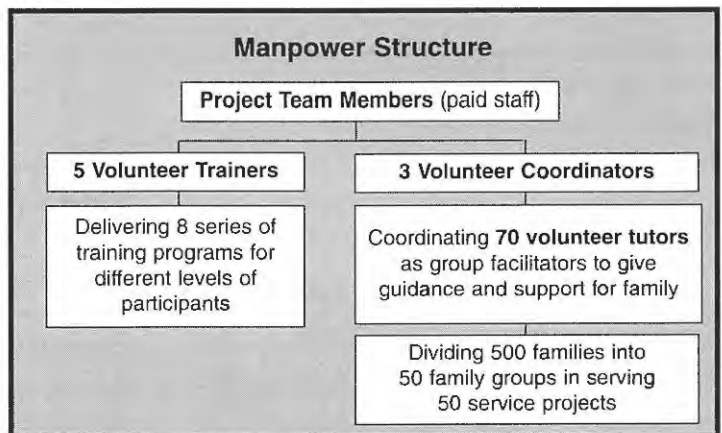 Manpower Structure
Project Team Members (paid staff)
5 Volunteer Trainers
Delivering 8 series of
training programs for
different levels of
participants
3 Volunteer Coordinators
Coordinating 70 volunteer tutors
as group facilitators to give
guidance and support for family
Dividing 500 families into
50 family groups in serving
50 service projects